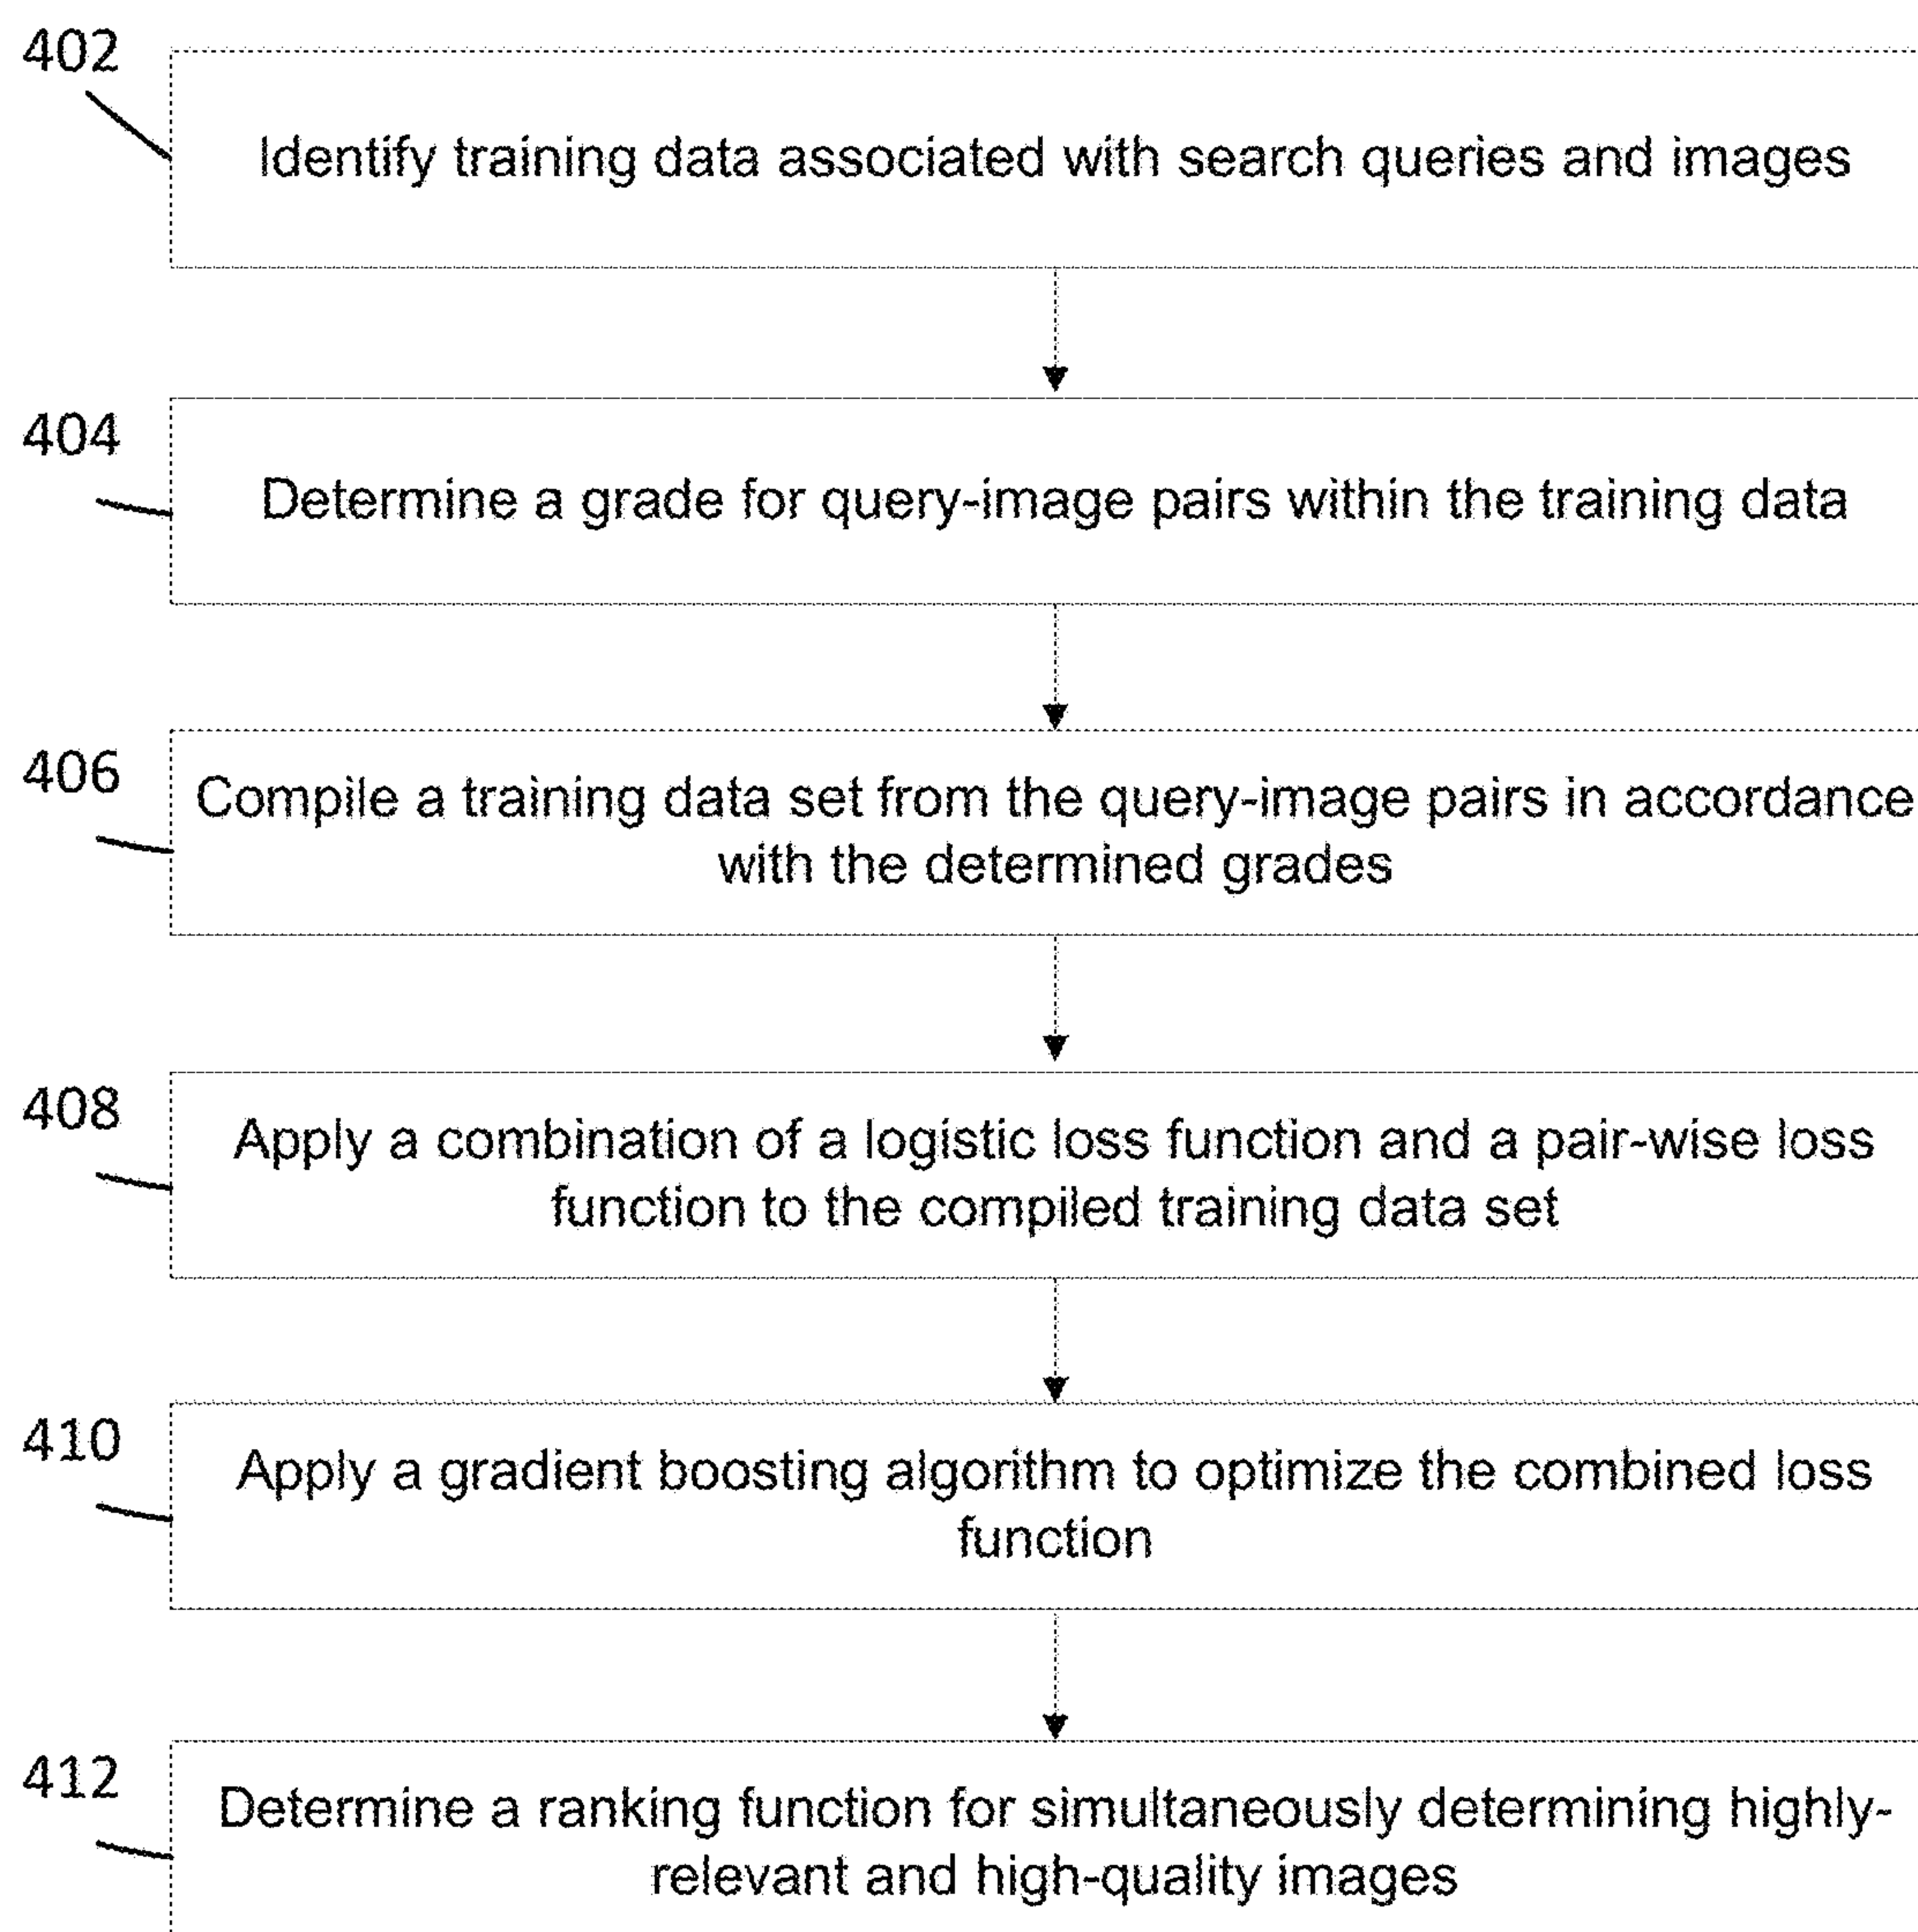 402
Identify training data associated with search queries and images
404
Determine a grade for query-image pairs within the training data
406
Compile a training data set from the query-image pairs in accordance
with the determined grades
408
Apply a combination of a logistic loss function and a pair-wise loss
function to the compiled training data set
410
Apply a gradient boosting algorithm to optimize the combined loss
function
412
Determine a ranking function for simultaneously determining highly-
relevant and high-quality images